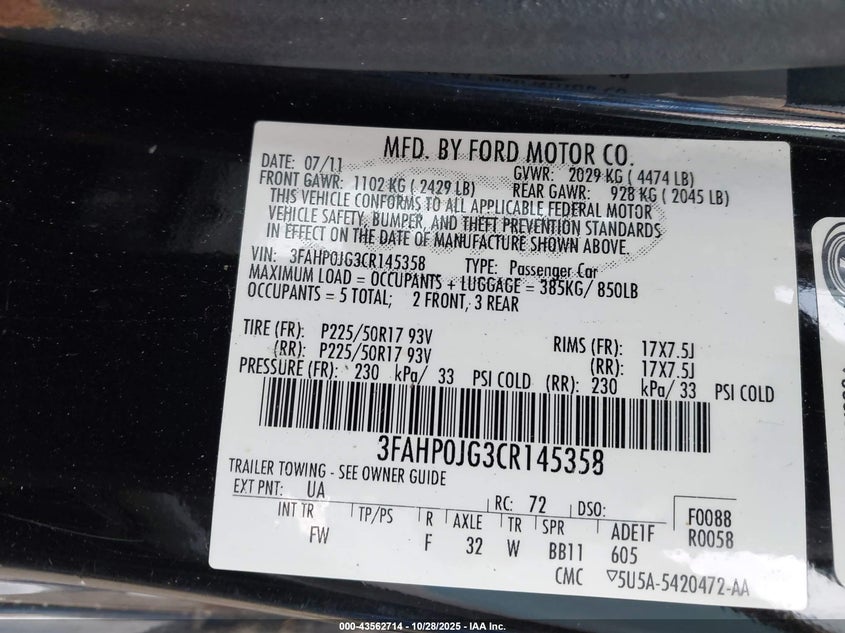 MFD. BY FORD MOTOR CO.
DATE: 07/11 GVWR: 2029 KG ( 4474 LB)
FRONT GAWR: 1102 KG ( 2429 LB) REAR GAWR: 928 KG ( 2045 LB)
THIS VEHICLE CONFORMS TO ALL APPLICABLE FEDERAL MOTOR
VEHICLE SAFETY, BUMPER, AND THEFT PREVENTION STANDARDS
IN EFFECT ON THE DATE OF MANUFACTURE SHOWN ABOVE.
VIN: 3FAHP0JG3CR145358 TYPE: Passenger Car
MAXIMUM LOAD = OCCUPANTS + LUGGAGE = 385KG/ 850LB
OCCUPANTS = 5 TOTAL; 2 FRONT, 3 REAR
TIRE (FR): P225/50R17 93V RIMS (FR): 17X7.5J
(RR): P225/50R17 93V (RR): 17X7.5J
PRESSURE (FR): 230 kPa/ 33 PSI COLD (RR): 230 kPa/ 33 PSI COLD
3FAHP0JG3CR145358
TRAILER TOWING - SEE OWNER GUIDE
EXT PNT: UA RC: 72 DSO: F0088
INT TR TP/PS R AXLE TR SPR ADE1F R0058
FW F 32 W BB11 605
CMC ▽5U5A-5420472-AA
000-43562714 - 10/28/2025 - IAA Inc.